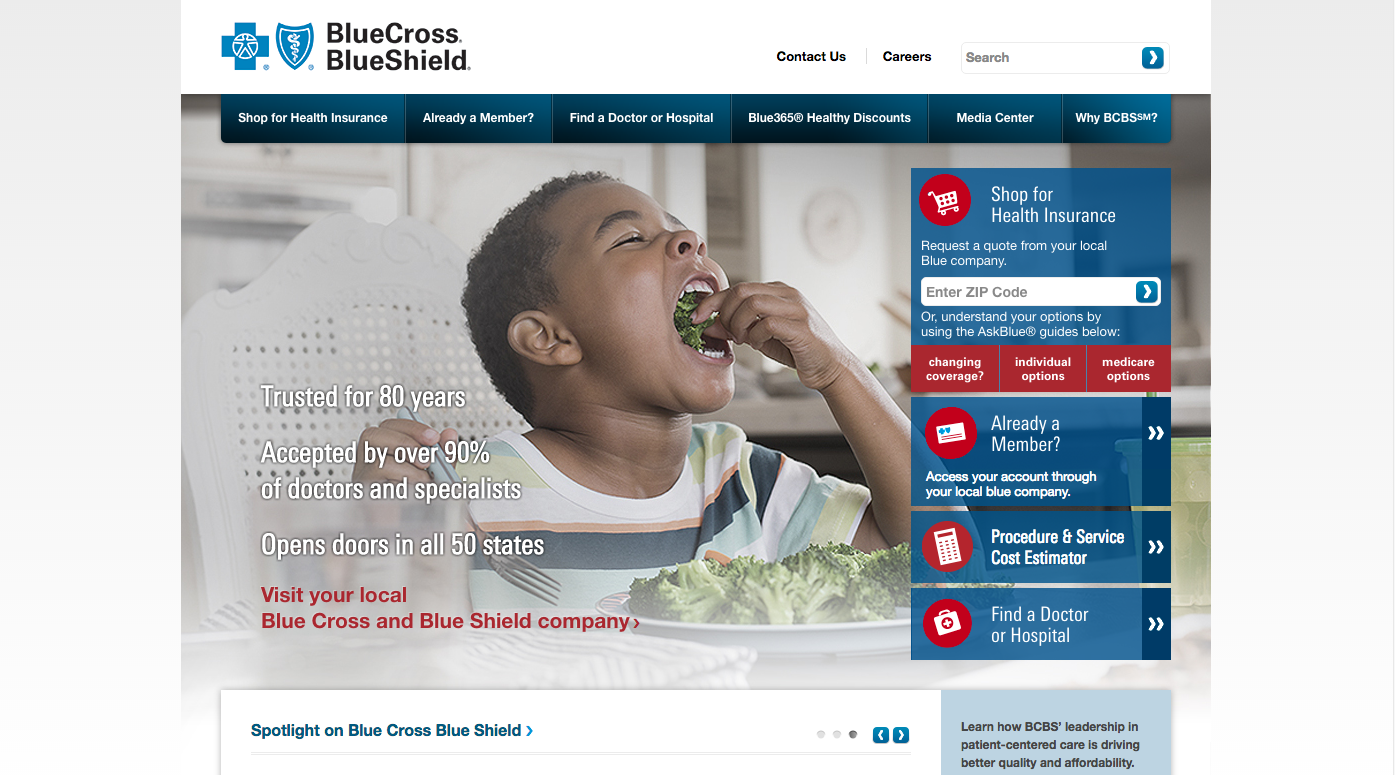 BlueCross®
BlueShield®
Contact Us
Careers
Search
Shop for Health Insurance
Already a Member?
Find a Doctor or Hospital
Blue365® Healthy Discounts
Media Center
Why BCBS℠?
Trusted for 80 years
Accepted by over 90%
of doctors and specialists
Opens doors in all 50 states
Visit your local
Blue Cross and Blue Shield company ›
Shop for
Health Insurance
Request a quote from your local
Blue company.
Enter ZIP Code
Or, understand your options by
using the AskBlue® guides below:
changing
coverage?
individual
options
medicare
options
Already a
Member?
Access your account through
your local blue company.
Procedure & Service
Cost Estimator
Find a Doctor
or Hospital
Spotlight on Blue Cross Blue Shield ›
Learn how BCBS’ leadership in
patient-centered care is driving
better quality and affordability.